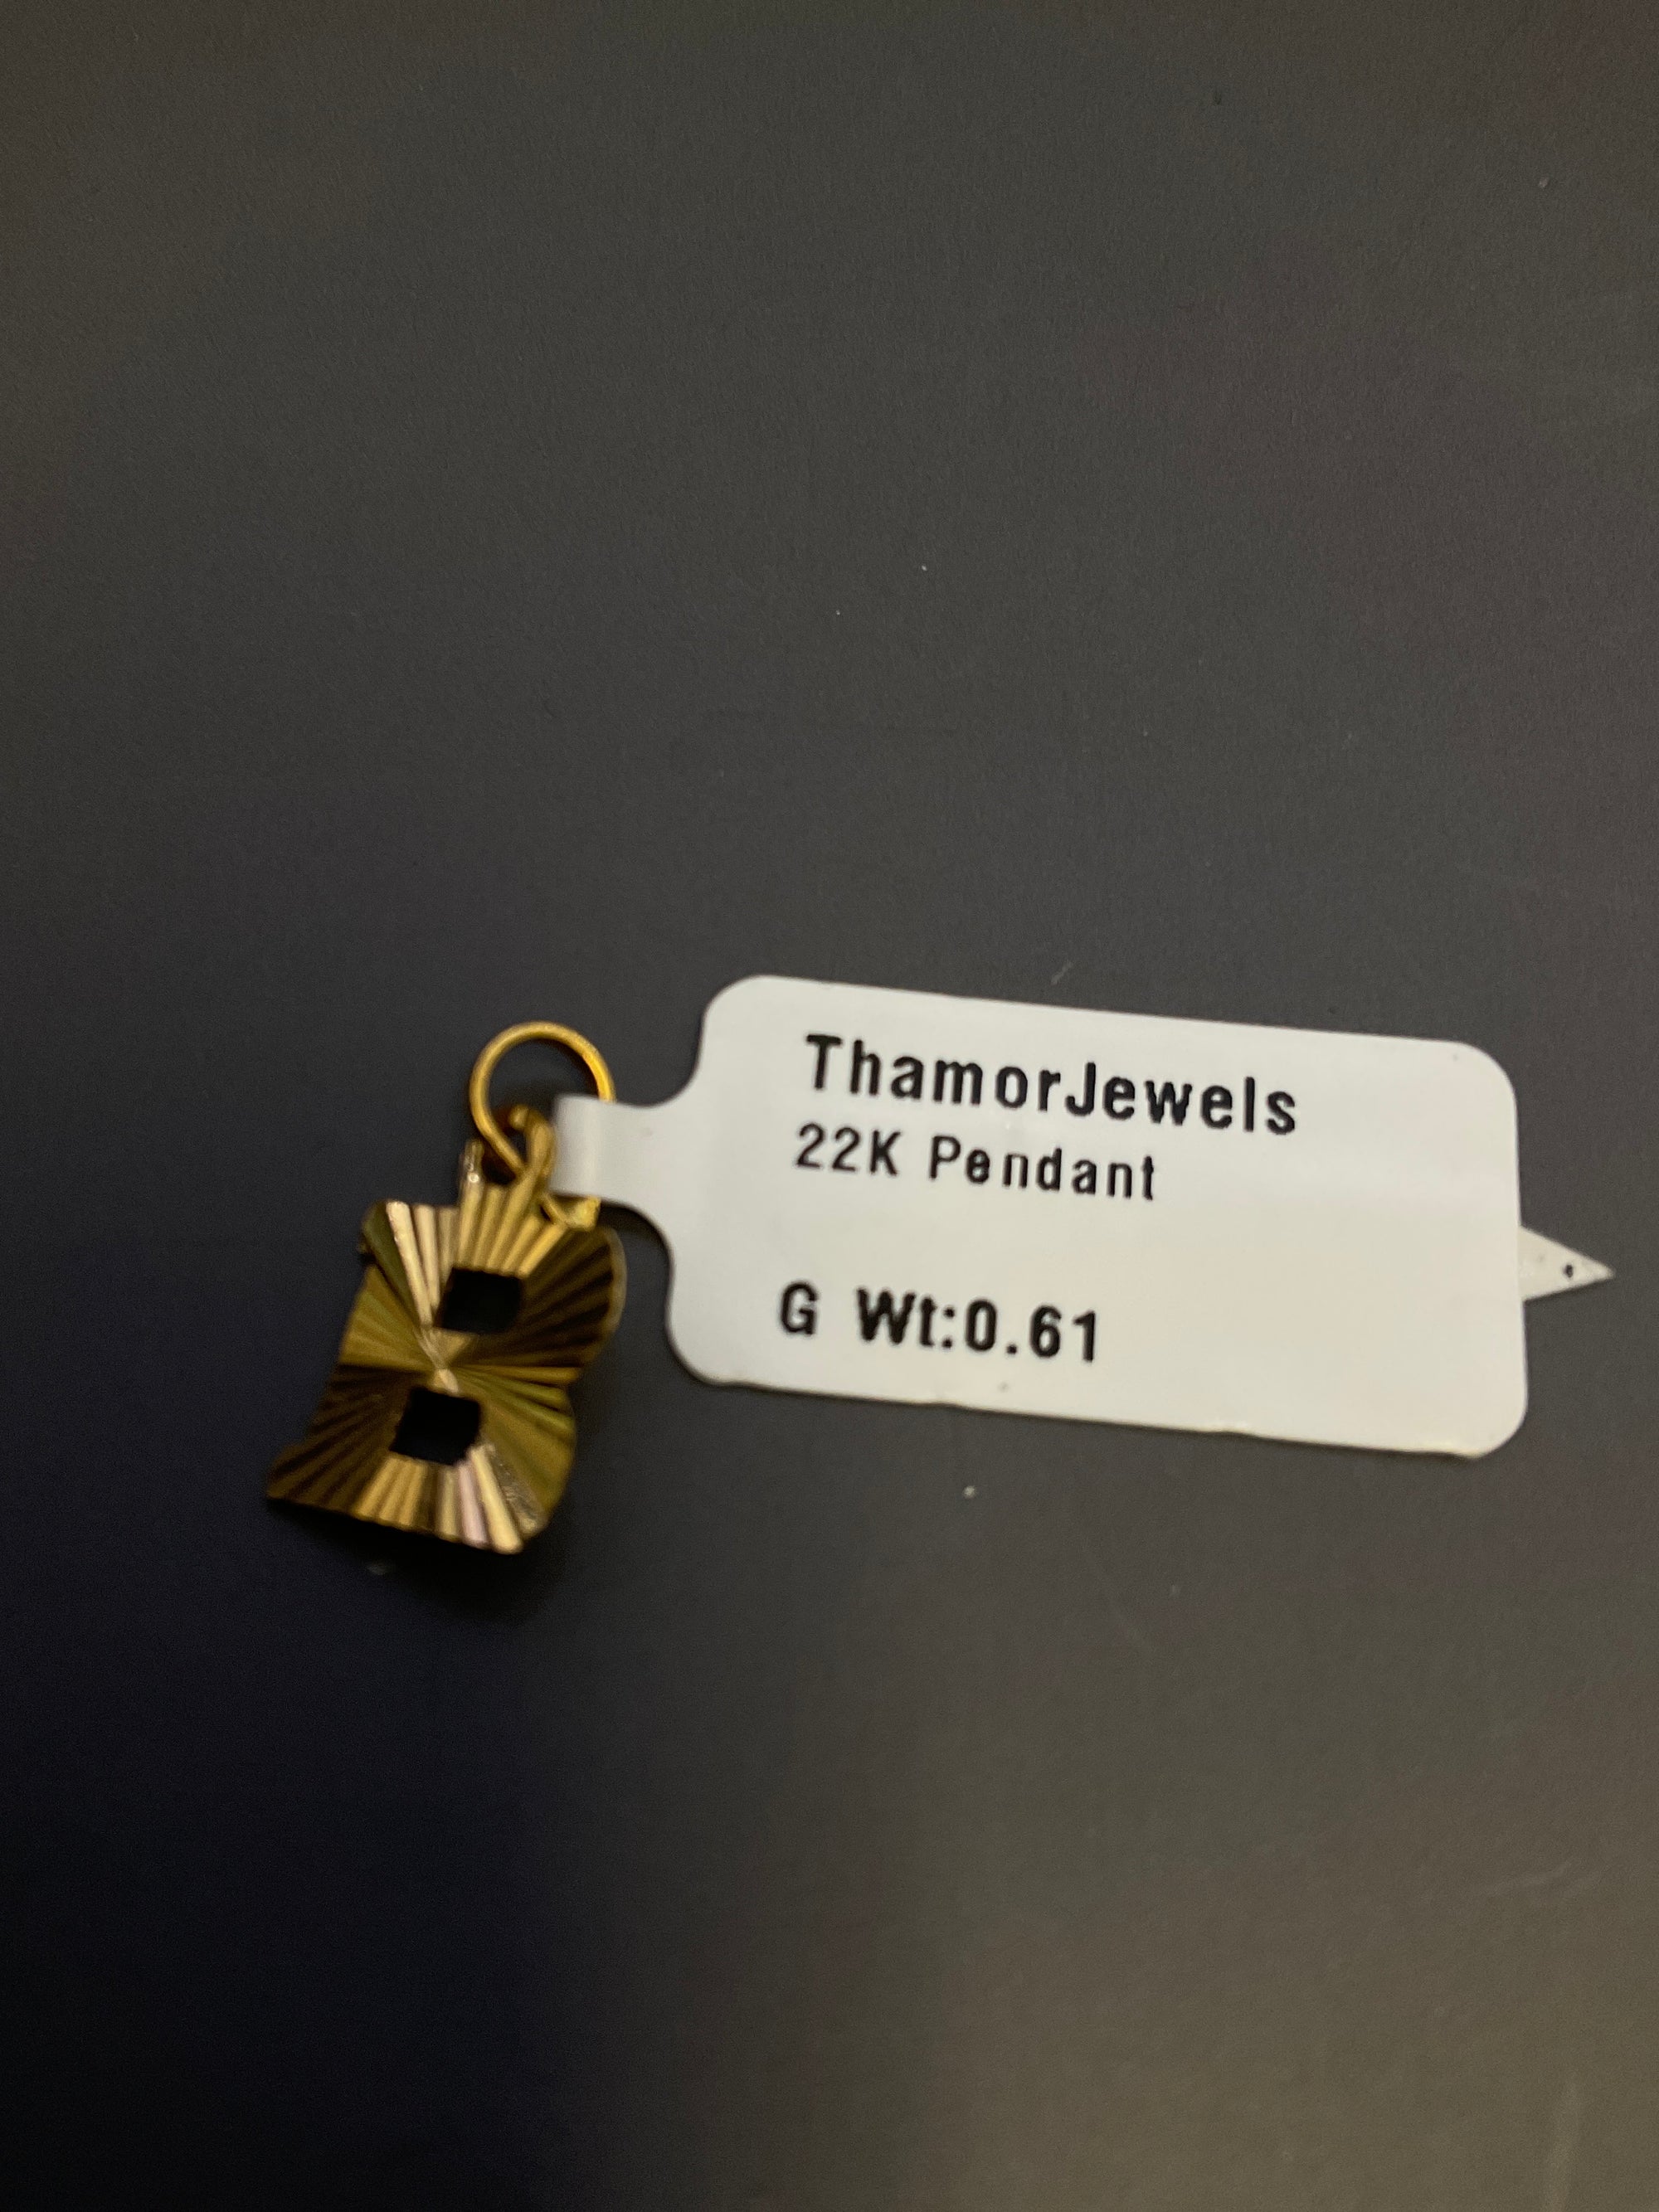 ThamorJewels
22K Pendant
G Wt:0.61